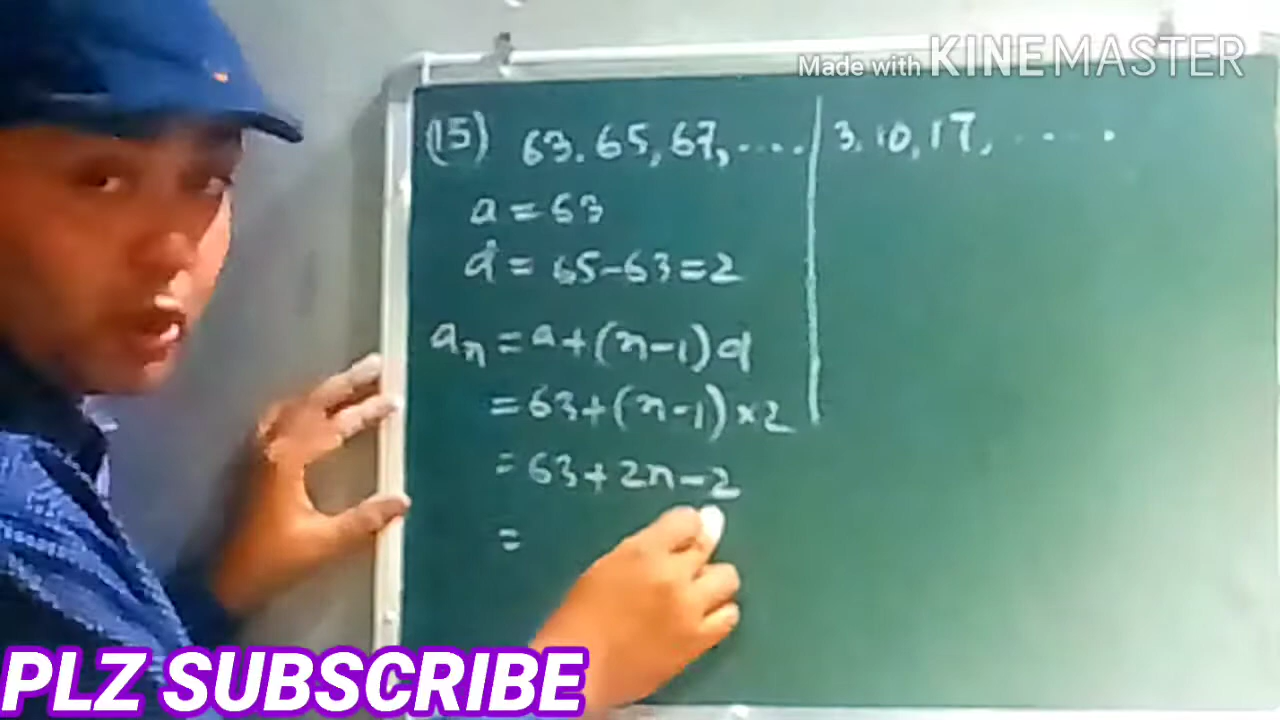 Made with KINEMASTER
(15) 63. 65, 67, ....
a = 63
d = 65-63=2
an = a+(n-1)d
= 63+(n-1)×2
= 63+2n-2
=
3, 10, 17, ....
PLZ SUBSCRIBE